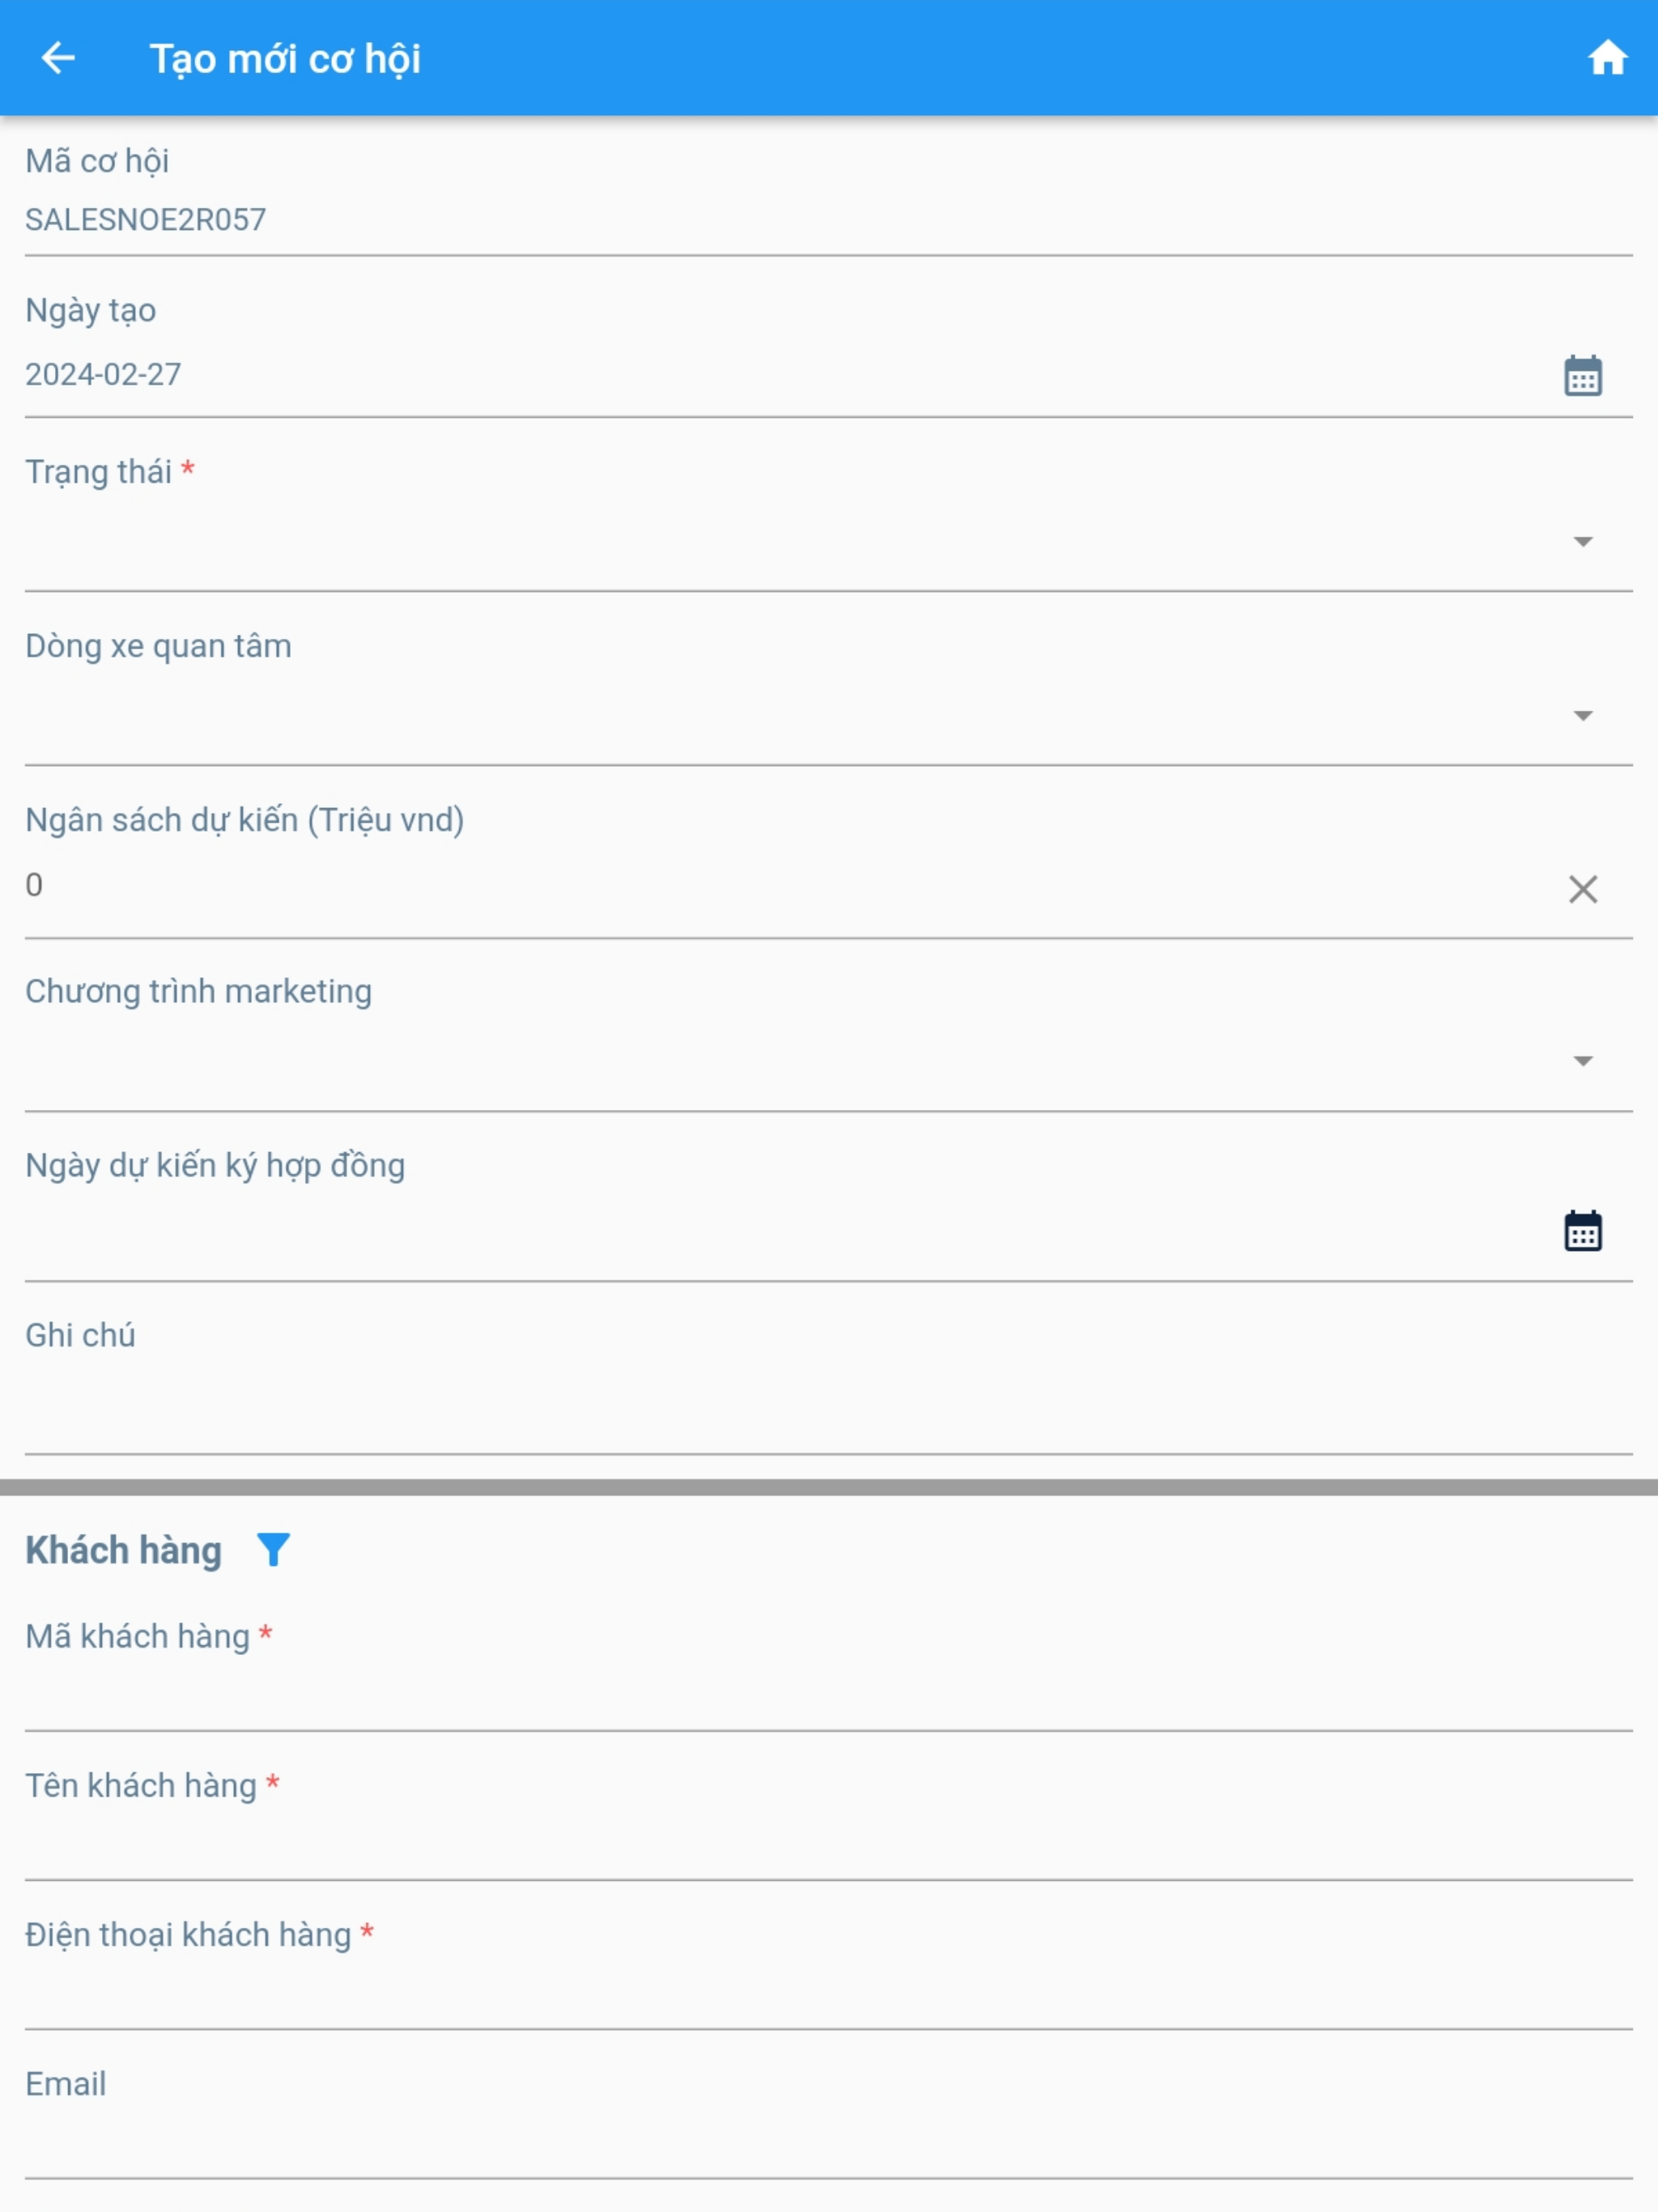 Tạo mới cơ hội
Mã cơ hội
SALESNOE2R057
Ngày tạo
2024-02-27
Trạng thái *
Dòng xe quan tâm
Ngân sách dự kiến (Triệu vnd)
0
Chương trình marketing
Ngày dự kiến ký hợp đồng
Ghi chú
Khách hàng
Mã khách hàng *
Tên khách hàng *
Điện thoại khách hàng *
Email